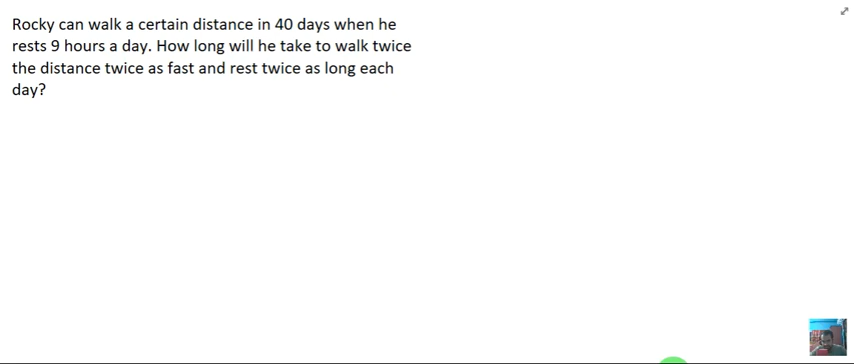 Rocky can walk a certain distance in 40 days when he
rests 9 hours a day. How long will he take to walk twice
the distance twice as fast and rest twice as long each
day?